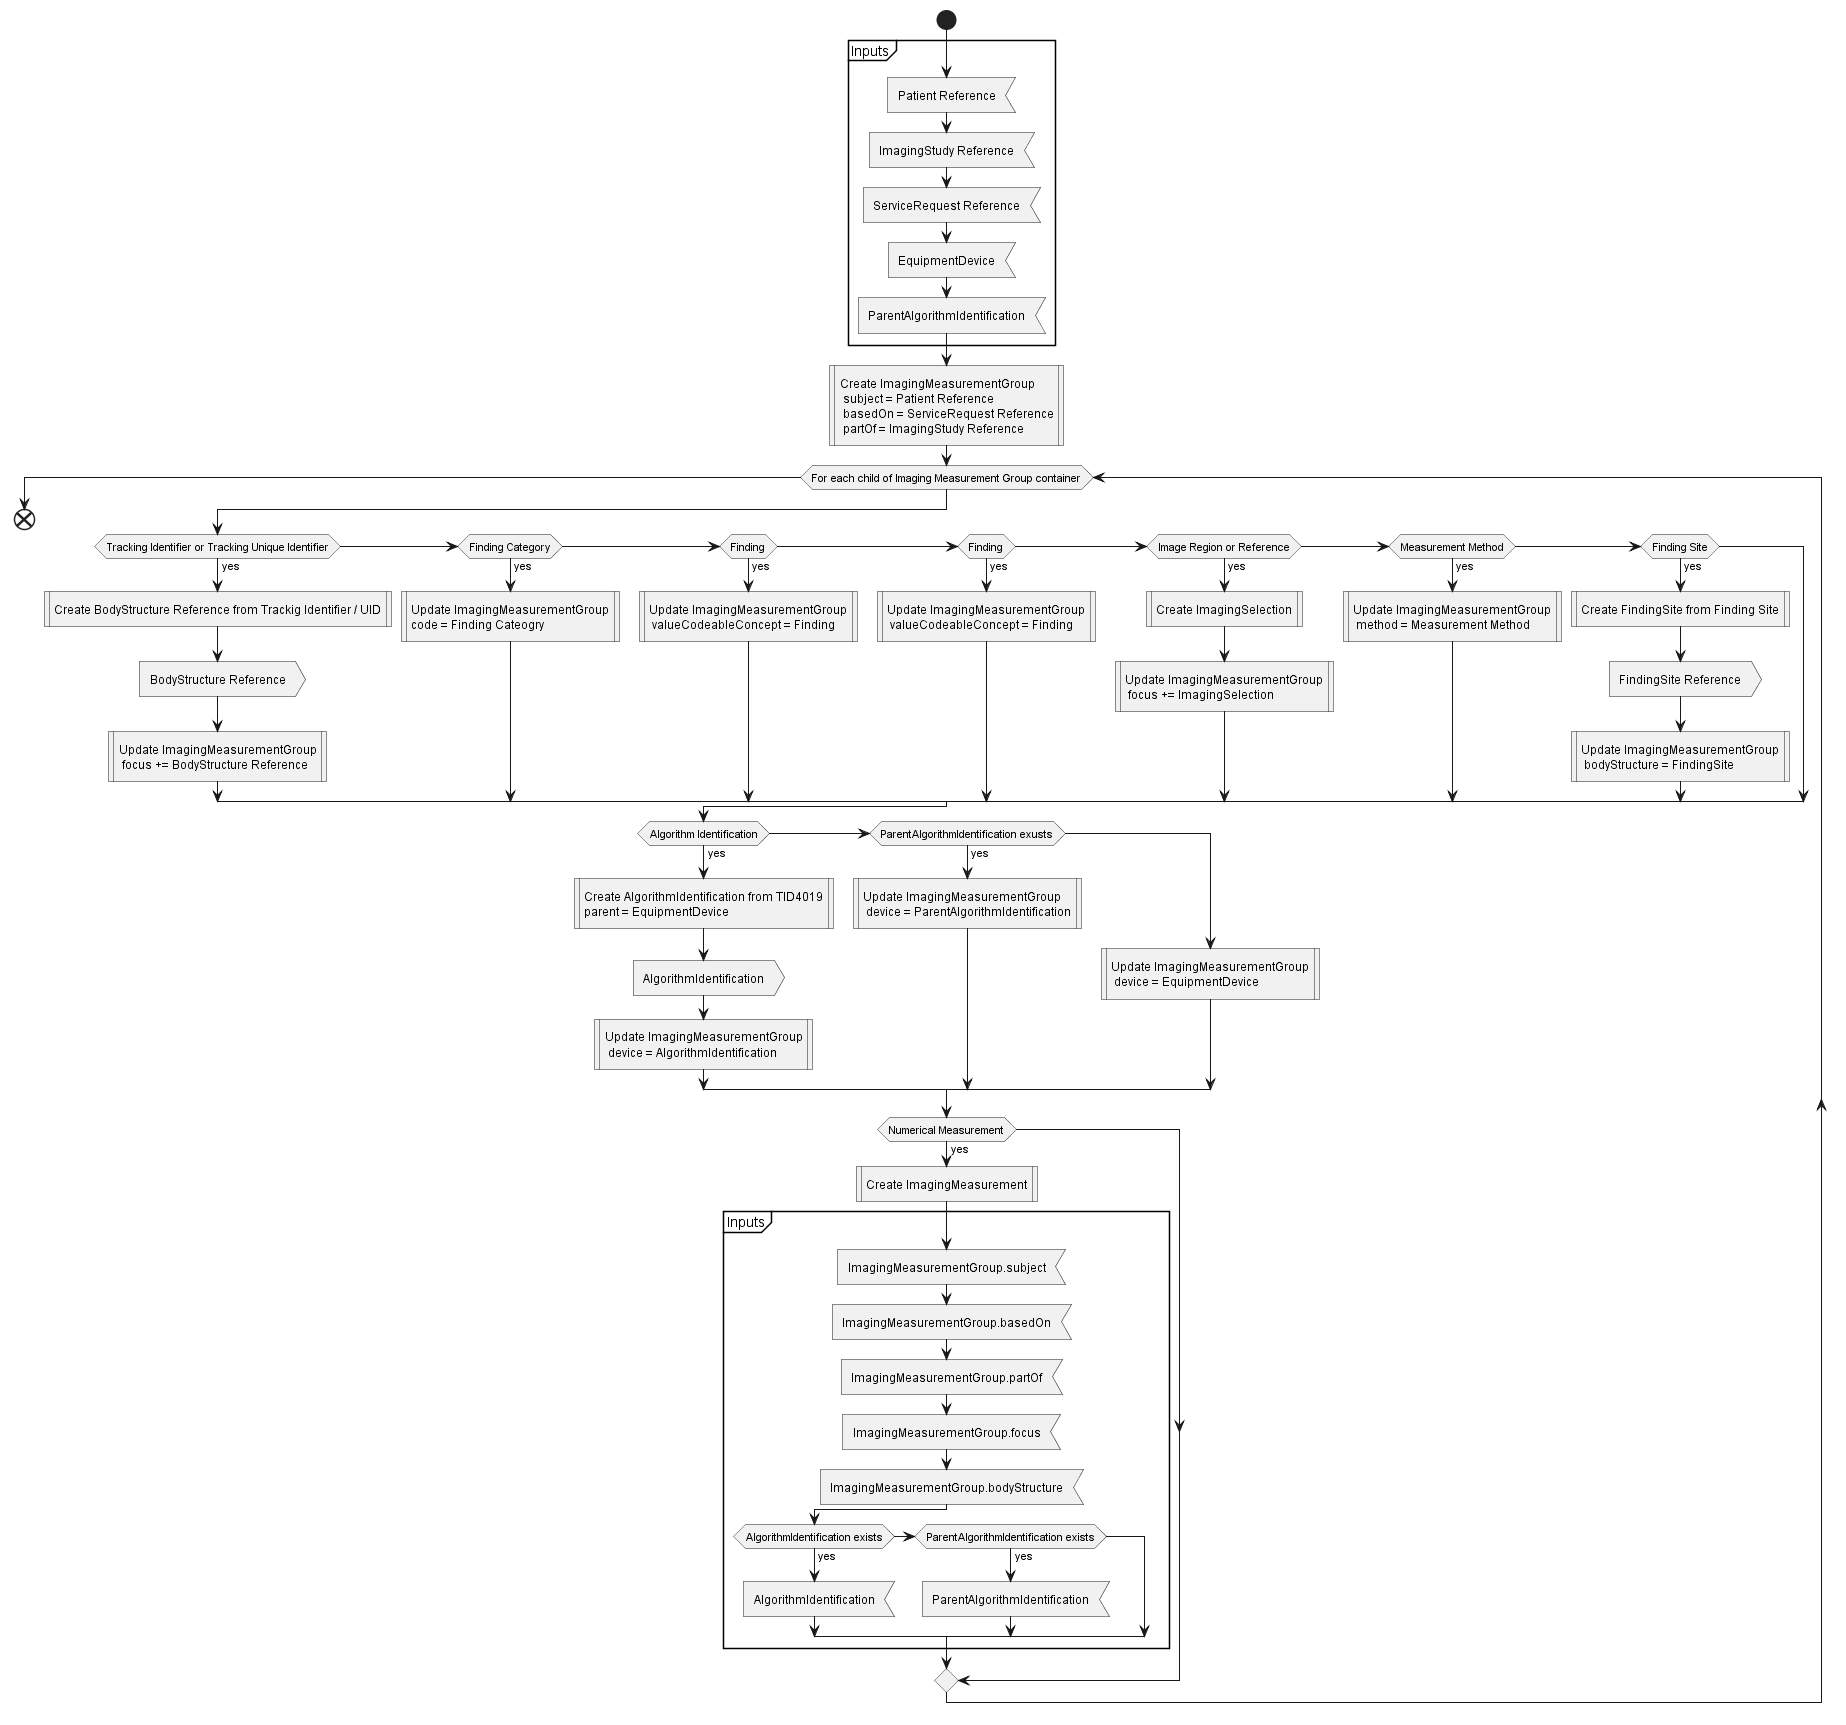 Inputs
Patient Reference
ImagingStudy Reference
ServiceRequest Reference
EquipmentDevice
ParentAlgorithmIdentification
Create ImagingMeasurementGroup
subject = Patient Reference
basedOn = ServiceRequest Reference
partOf = ImagingStudy Reference
For each child of Imaging Measurement Group container
Tracking Identifier or Tracking Unique Identifier
yes
Create BodyStructure Reference from Trackig Identifier / UID
BodyStructure Reference
Update ImagingMeasurementGroup
focus += BodyStructure Reference
Finding Category
yes
Update ImagingMeasurementGroup
code = Finding Cateogry
Finding
yes
Update ImagingMeasurementGroup
valueCodeableConcept = Finding
Finding
yes
Update ImagingMeasurementGroup
valueCodeableConcept = Finding
Image Region or Reference
yes
Create ImagingSelection
Update ImagingMeasurementGroup
focus += ImagingSelection
Measurement Method
yes
Update ImagingMeasurementGroup
method = Measurement Method
Finding Site
yes
Create FindingSite from Finding Site
FindingSite Reference
Update ImagingMeasurementGroup
bodyStructure = FindingSite
Algorithm Identification
yes
Create AlgorithmIdentification from TID4019
parent = EquipmentDevice
AlgorithmIdentification
Update ImagingMeasurementGroup
device = AlgorithmIdentification
ParentAlgorithmIdentification exusts
yes
Update ImagingMeasurementGroup
device = ParentAlgorithmIdentification
Update ImagingMeasurementGroup
device = EquipmentDevice
Numerical Measurement
yes
Create ImagingMeasurement
Inputs
ImagingMeasurementGroup.subject
ImagingMeasurementGroup.basedOn
ImagingMeasurementGroup.partOf
ImagingMeasurementGroup.focus
ImagingMeasurementGroup.bodyStructure
AlgorithmIdentification exists
yes
AlgorithmIdentification
ParentAlgorithmIdentification exists
yes
ParentAlgorithmIdentification